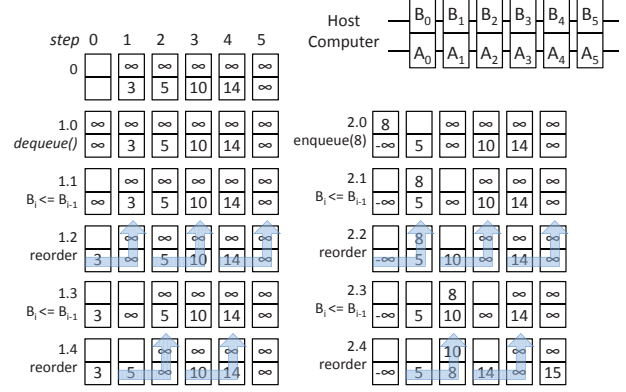 Host Computer
B₀ B₁ B₂ B₃ B₄ B₅
A₀ A₁ A₂ A₃ A₄ A₅
step 0 1 2 3 4 5
0
∞ ∞ ∞ ∞ ∞
3 5 10 14 ∞
1.0
dequeue()
∞ ∞ ∞ ∞ ∞ ∞
∞ 3 5 10 14 ∞
1.1
Bᵢ <= Bᵢ₋₁
∞ ∞ ∞ ∞ ∞
∞ 3 5 10 14 ∞
1.2
reorder
∞ ∞ ∞ ∞ ∞
3 ∞ 5 10 14 ∞
1.3
Bᵢ <= Bᵢ₋₁
∞ ∞ ∞ ∞
3 ∞ 5 10 14 ∞
1.4
reorder
∞ ∞ ∞ ∞
3 5 ∞ 10 14 ∞
2.0
enqueue(8)
8 ∞ ∞ ∞ ∞
-∞ 5 ∞ 10 14 ∞
2.1
Bᵢ <= Bᵢ₋₁
8 ∞ ∞ ∞ ∞
-∞ 5 ∞ 10 14 ∞
2.2
reorder
8 ∞ ∞
-∞ 5 10 ∞ 14 ∞
2.3
Bᵢ <= Bᵢ₋₁
8 ∞ ∞
-∞ 5 10 ∞ 14 ∞
2.4
reorder
10 ∞
-∞ 5 8 14 ∞ 15